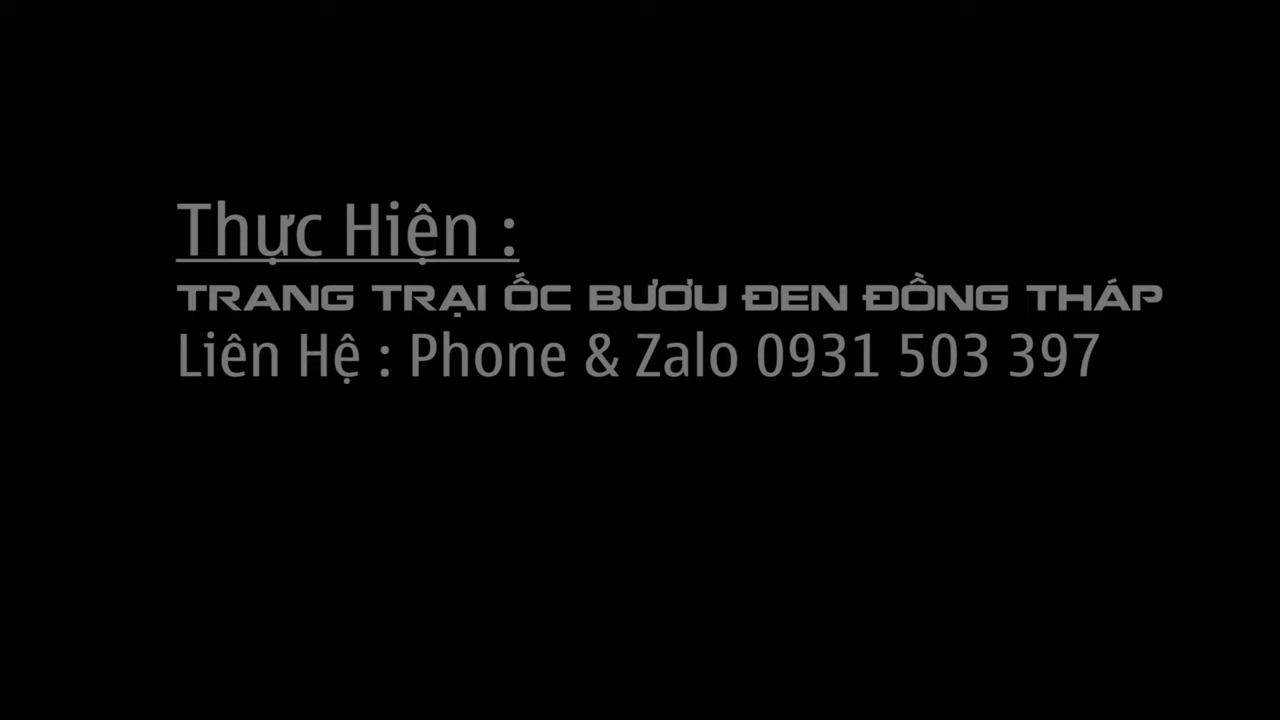 Thực Hiện :
TRANG TRẠI ỐC BƯƠU ĐEN ĐỒNG THÁP
Liên Hệ : Phone & Zalo 0931 503 397